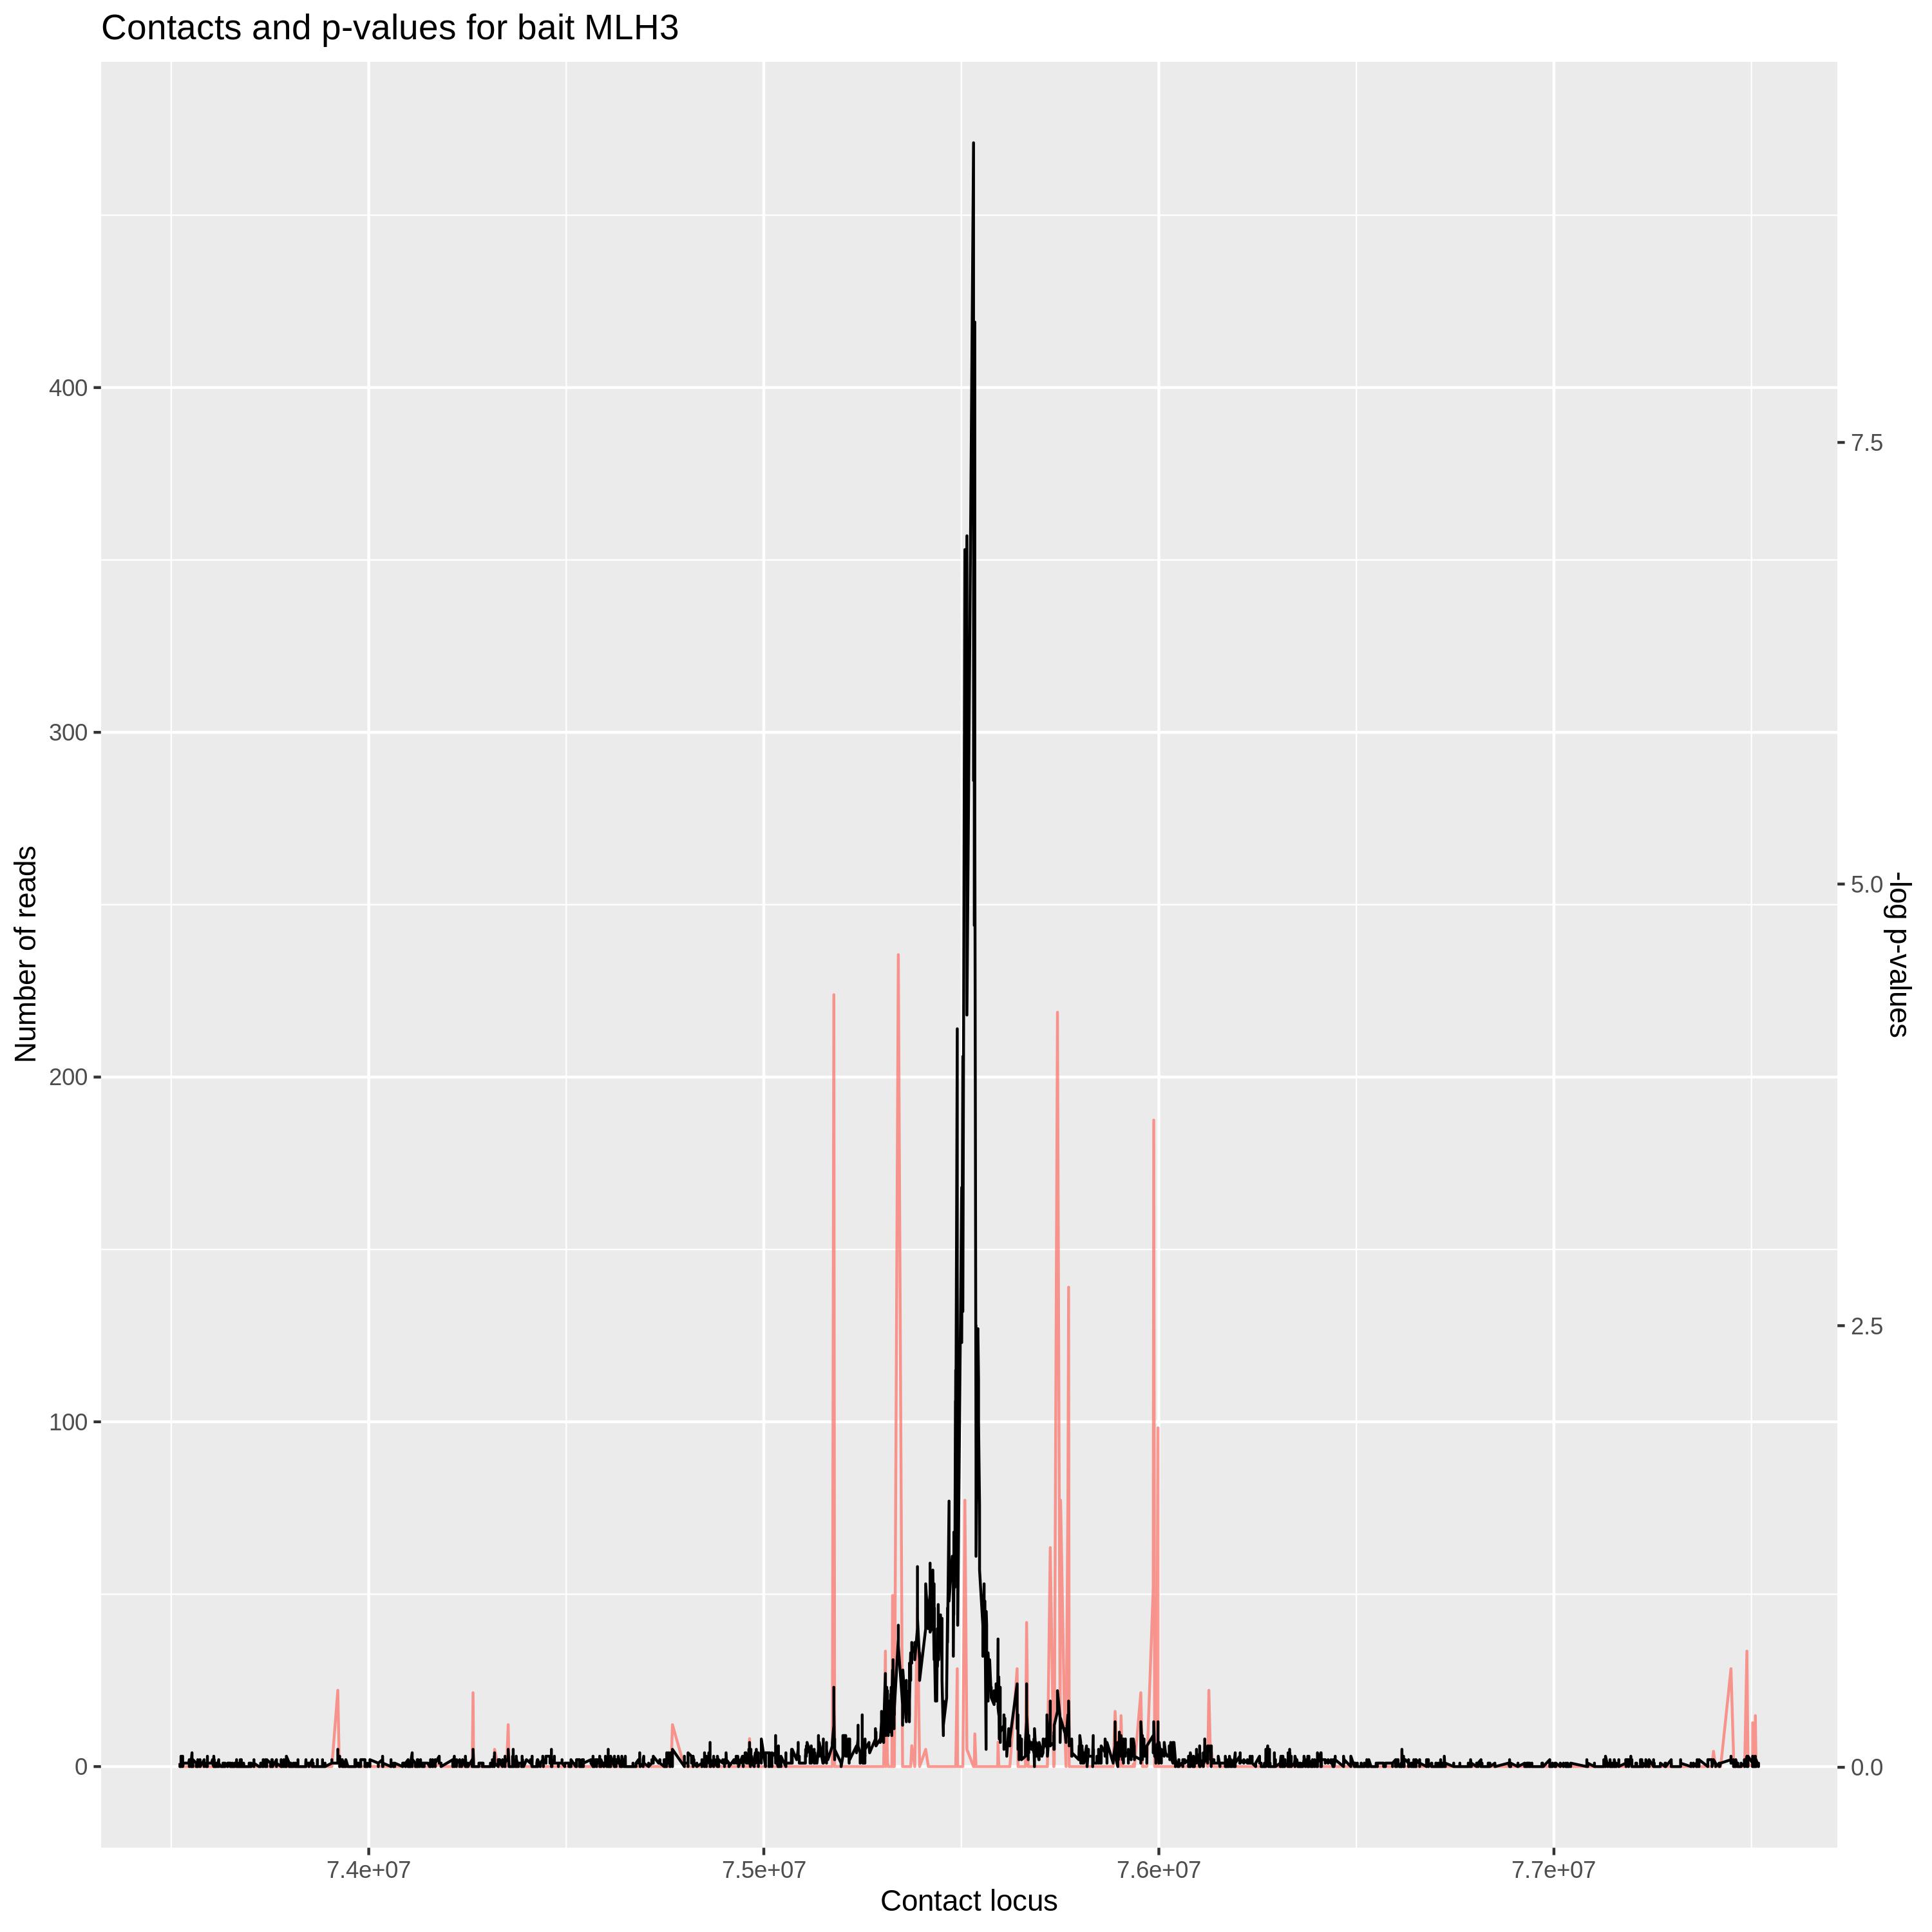 Contacts and p-values for bait MLH3
Number of reads
400
300
200
100
0
7.5
5.0
2.5
0.0
-log p-values
7.4e+07
7.5e+07
7.6e+07
7.7e+07
Contact locus